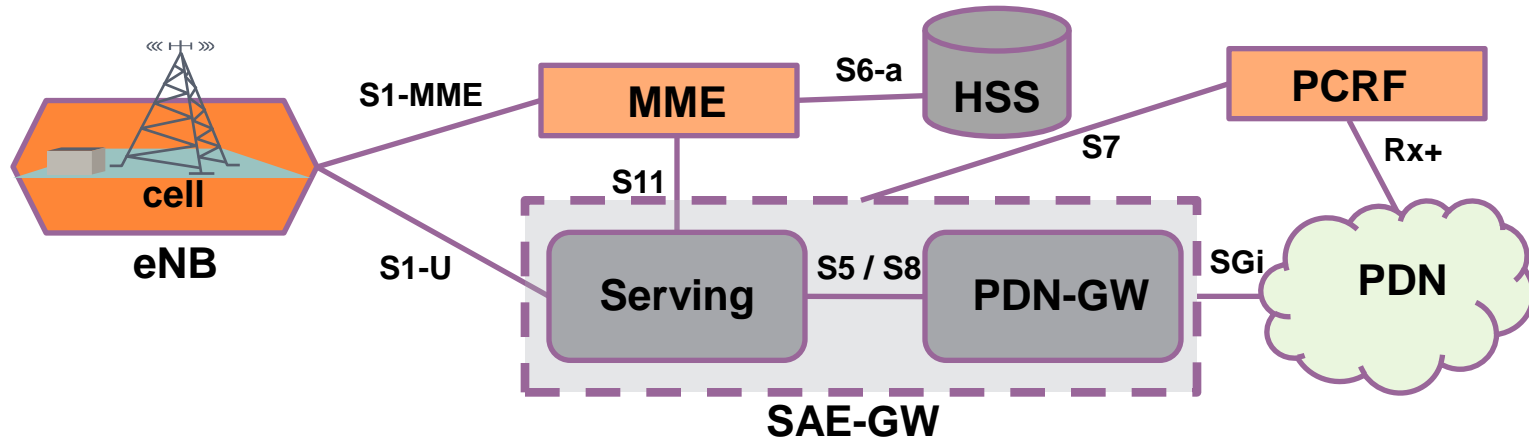 S1-MME
MME
S6-a
HSS
PCRF
S7
Rx+
cell
eNB
S11
S1-U
Serving
S5 / S8
PDN-GW
SGi
PDN
SAE-GW